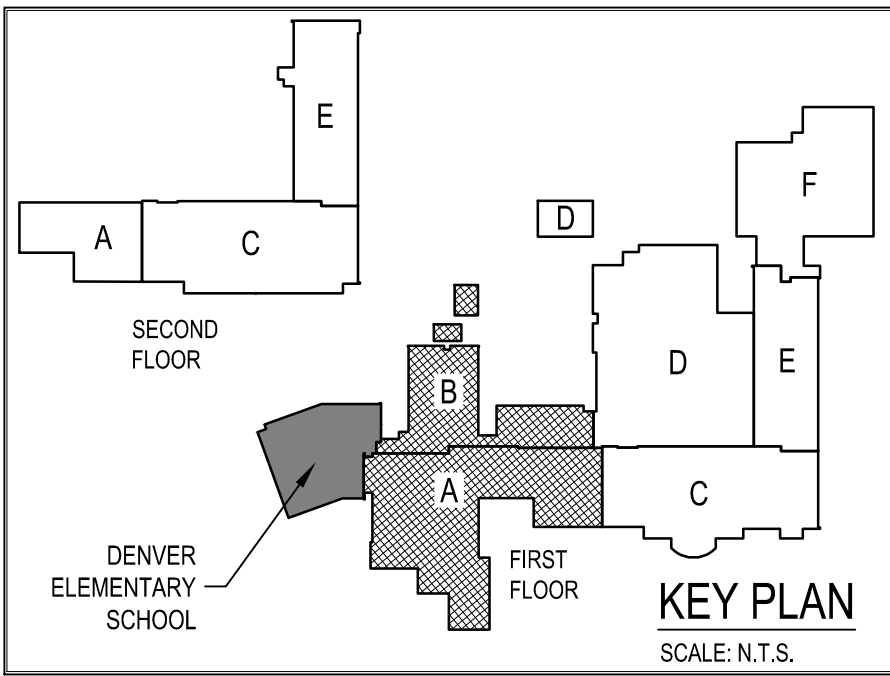 E
A
C
SECOND
FLOOR
F
D
D
E
B
A
C
DENVER
ELEMENTARY
SCHOOL
FIRST
FLOOR
KEY PLAN
SCALE: N.T.S.